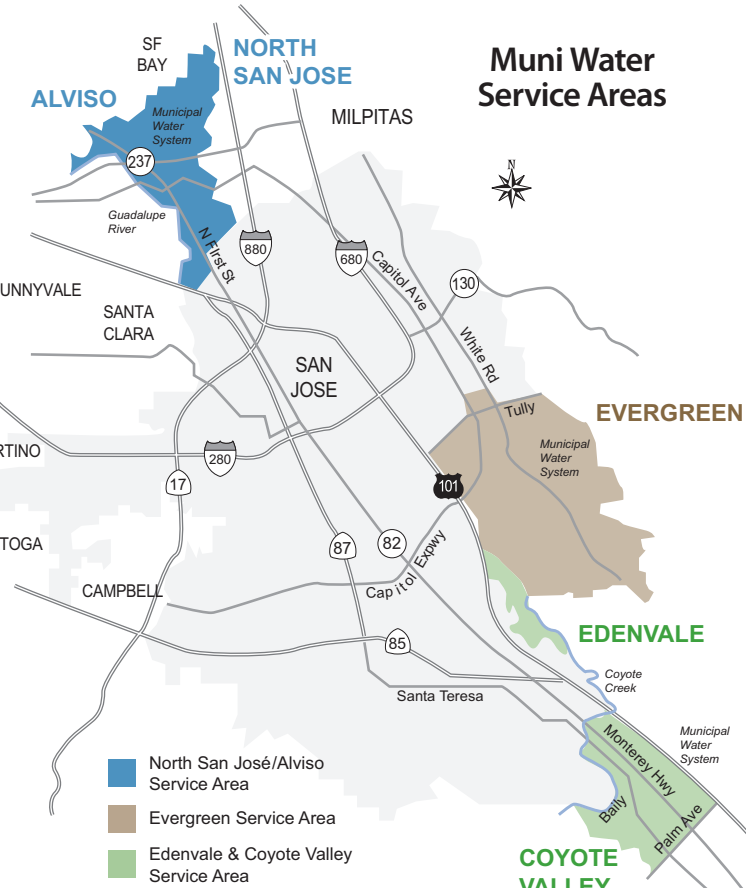 Muni Water
Service Areas
SF
BAY
NORTH
SAN JOSE
ALVISO
Municipal
Water
System
MILPITAS
237
N
Guadalupe
River
N FIrst St
880
680
Capitol Ave
130
UNNYVALE
SANTA
CLARA
White Rd
SAN
JOSE
Tully
EVERGREEN
Municipal
Water
System
RTINO
280
17
101
TOGA
87
82
Capitol Expwy
CAMPBELL
EDENVALE
85
Coyote
Creek
Santa Teresa
Municipal
Water
System
Monterey Hwy
Baily
Palm Ave
North San José/Alviso
Service Area
Evergreen Service Area
Edenvale & Coyote Valley
Service Area
COYOTE
VALLEY